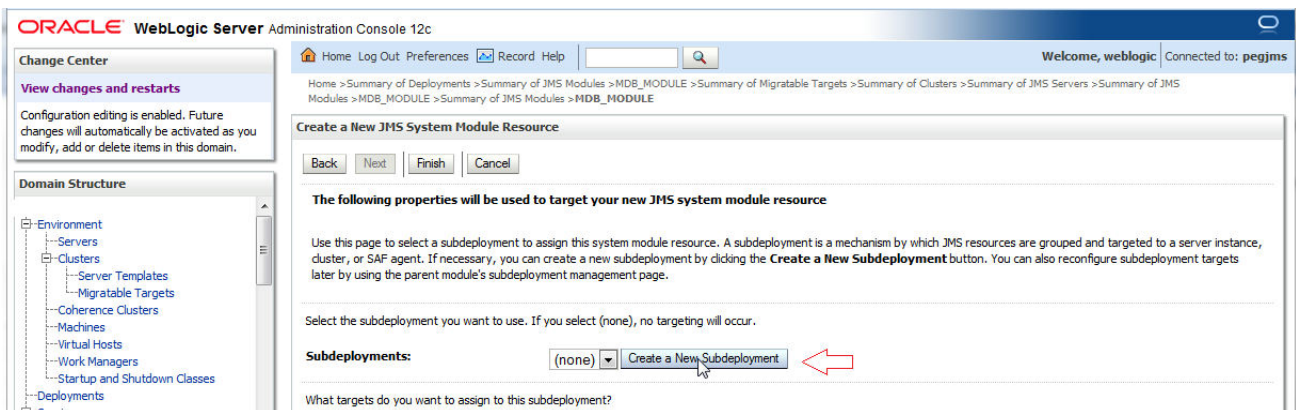 ORACLE WebLogic Server Administration Console 12c
Change Center
View changes and restarts
Configuration editing is enabled. Future
changes will automatically be activated as you
modify, add or delete items in this domain.
Domain Structure
Environment
Servers
Clusters
Server Templates
Migratable Targets
Coherence Clusters
Machines
Virtual Hosts
Work Managers
Startup and Shutdown Classes
Deployments
Home Log Out Preferences Record Help
Welcome, weblogic Connected to: pegjms
Home >Summary of Deployments >Summary of JMS Modules >MDB_MODULE >Summary of Migratable Targets >Summary of Clusters >Summary of JMS Servers >Summary of JMS
Modules >MDB_MODULE >Summary of JMS Modules >MDB_MODULE
Create a New JMS System Module Resource
Back Next Finish Cancel
The following properties will be used to target your new JMS system module resource
Use this page to select a subdeployment to assign this system module resource. A subdeployment is a mechanism by which JMS resources are grouped and targeted to a server instance,
cluster, or SAF agent. If necessary, you can create a new subdeployment by clicking the Create a New Subdeployment button. You can also reconfigure subdeployment targets
later by using the parent module's subdeployment management page.
Select the subdeployment you want to use. If you select (none), no targeting will occur.
Subdeployments: (none) Create a New Subdeployment
What targets do you want to assign to this subdeployment?